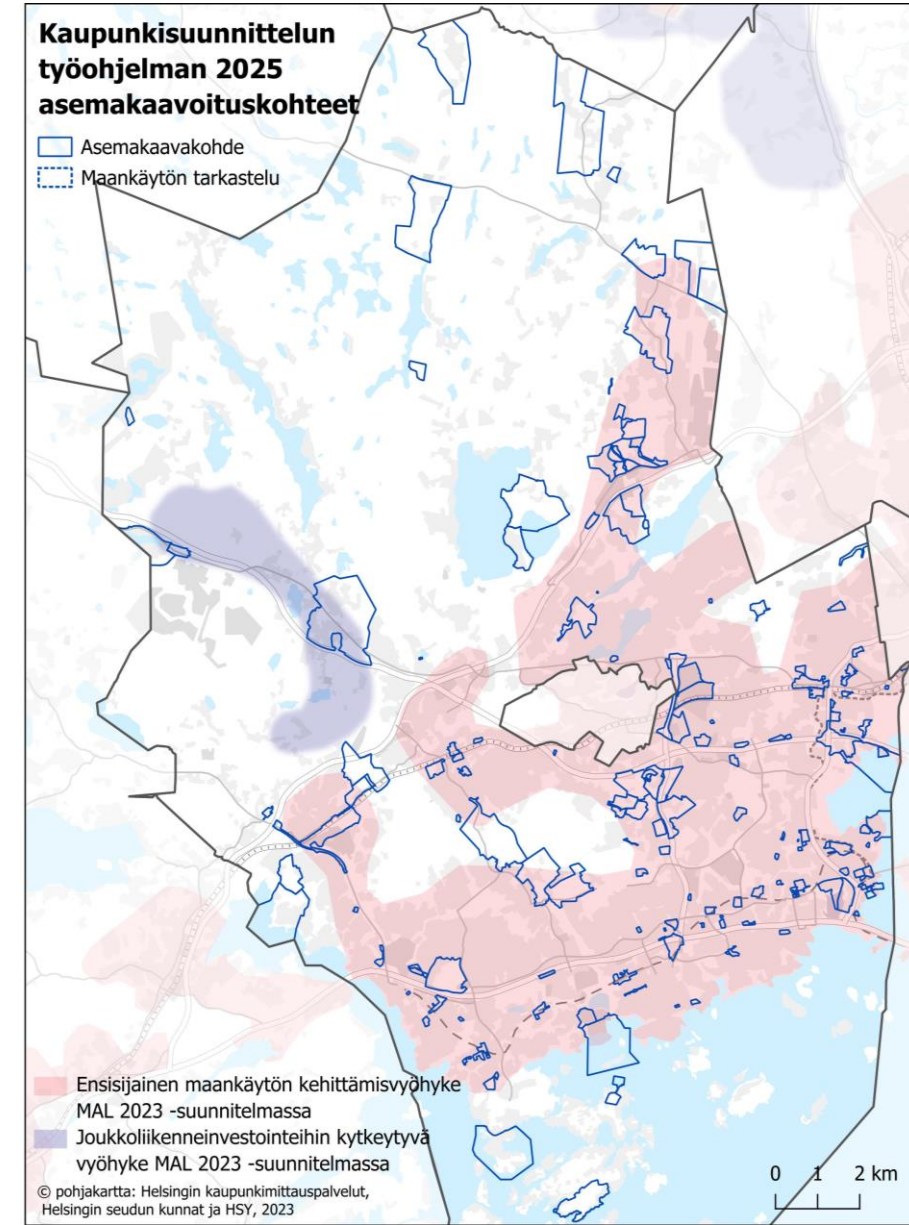 Kaupunkisuunnittelun
työohjelman 2025
asemakaavoituskohteet
Asemakaavakohde
Maankäytön tarkastelu
Ensisijainen maankäytön kehittämisvyöhyke
MAL 2023 -suunnitelmassa
Joukkoliikenneinvestointeihin kytkeytyvä
vyöhyke MAL 2023 -suunnitelmassa
© pohjakartta: Helsingin kaupunkimittauspalvelut,
Helsingin seudun kunnat ja HSY, 2023
0 1 2 km